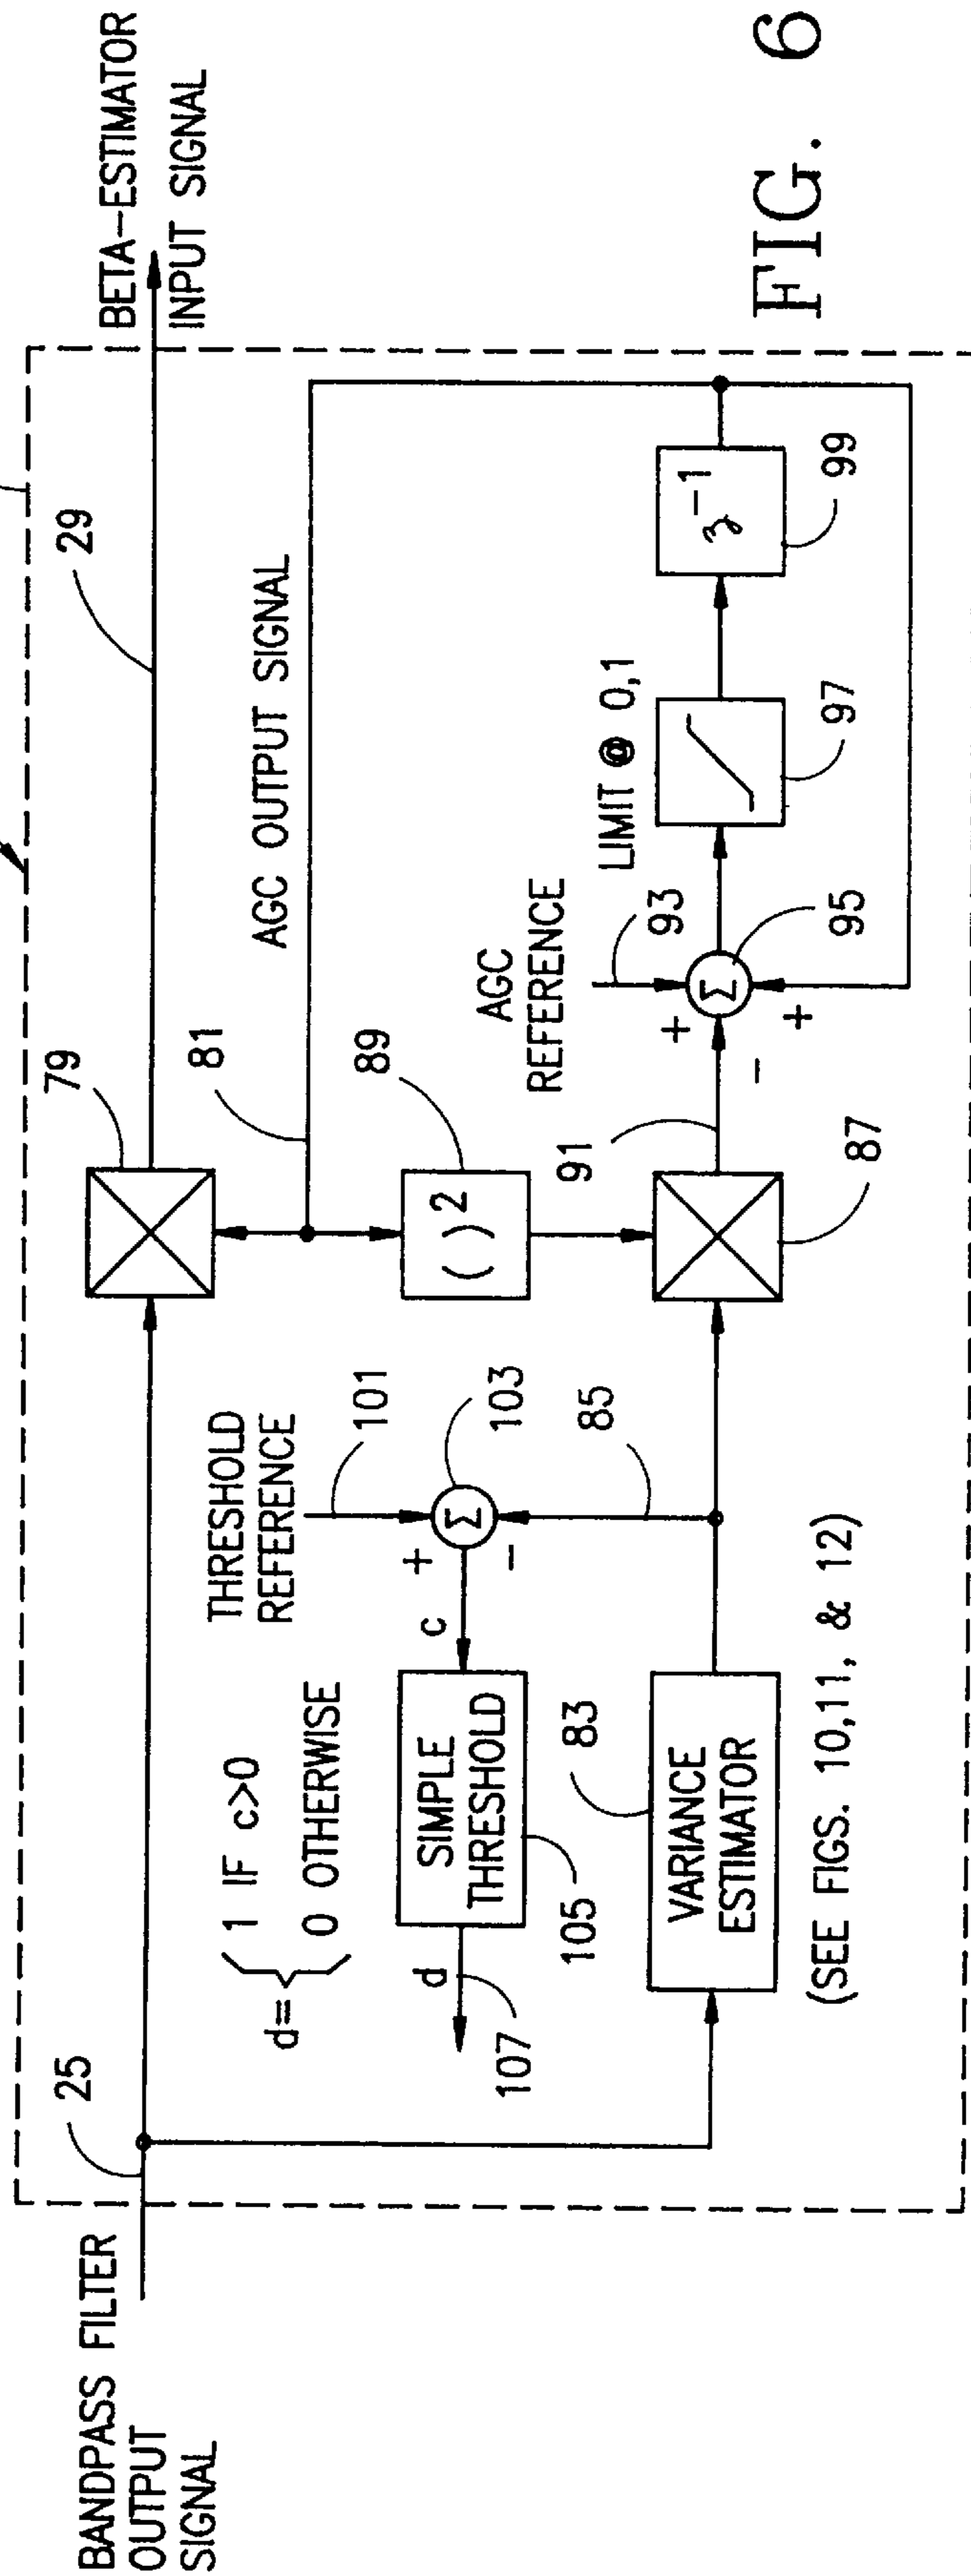 BANDPASS FILTER
OUTPUT
SIGNAL
25
79
29
BETA-ESTIMATOR
INPUT SIGNAL
d= { 1 IF c>0
0 OTHERWISE
THRESHOLD
REFERENCE
101
81
AGC OUTPUT SIGNAL
+
103
Σ
-
c
SIMPLE
THRESHOLD
d
107
105
89
( )²
85
83
VARIANCE
ESTIMATOR
(SEE FIGS. 10,11, & 12)
91
87
AGC
REFERENCE
93
+
Σ
-
+
95
LIMIT @ 0,1
97
z⁻¹
99
FIG. 6